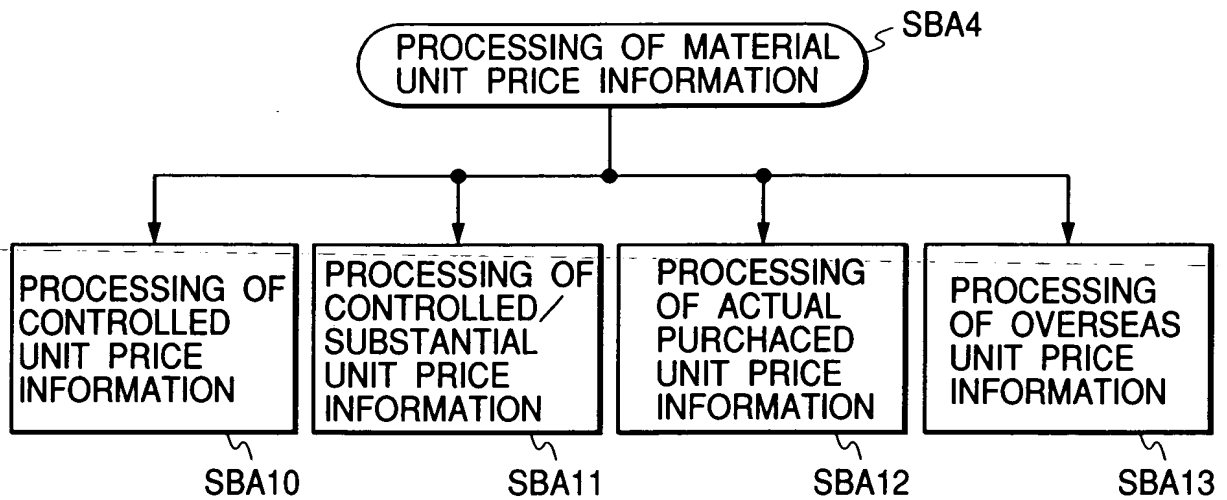 SBA4
PROCESSING OF MATERIAL
UNIT PRICE INFORMATION
PROCESSING OF
CONTROLLED
UNIT PRICE
INFORMATION
SBA10
PROCESSING OF
CONTROLLED/
SUBSTANTIAL
UNIT PRICE
INFORMATION
SBA11
PROCESSING
OF ACTUAL
PURCHACED
UNIT PRICE
INFORMATION
SBA12
PROCESSING
OF OVERSEAS
UNIT PRICE
INFORMATION
SBA13